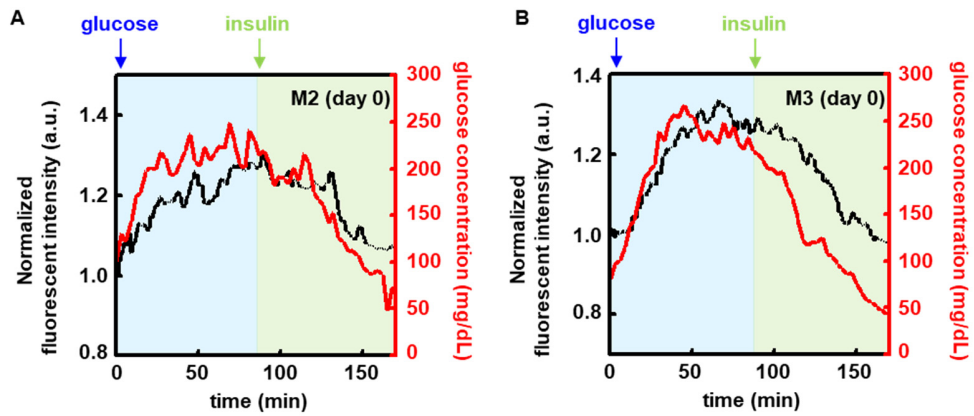 A
glucose
insulin
M2 (day 0)
Normalized
fluorescent intensity (a.u.)
1.4
1.2
1.0
0.8
300
250
200
150
100
50
0
glucose concentration (mg/dL)
0
50
100
150
time (min)
B
glucose
insulin
M3 (day 0)
Normalized
fluorescent intensity (a.u.)
1.4
1.2
1.0
0.8
300
250
200
150
100
50
0
glucose concentration (mg/dL)
0
50
100
150
time (min)